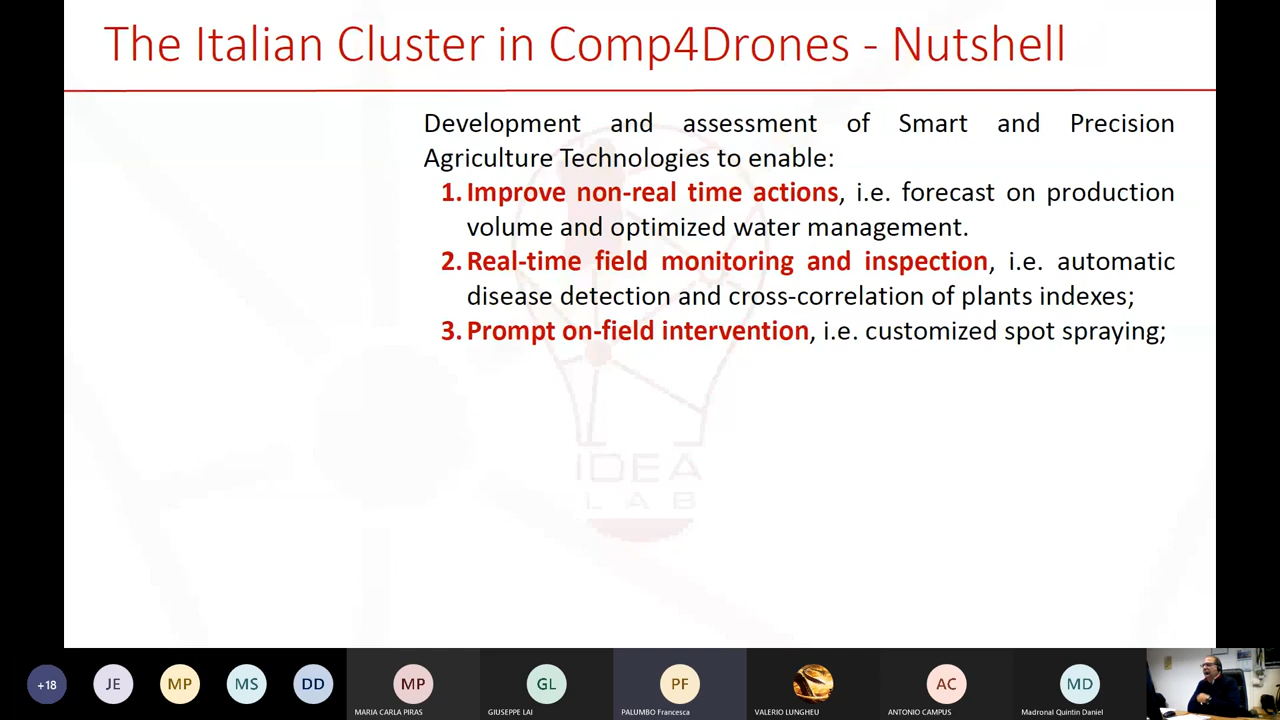 The Italian Cluster in Comp4Drones - Nutshell
Development and assessment of Smart and Precision
Agriculture Technologies to enable:
1. Improve non-real time actions, i.e. forecast on production
volume and optimized water management.
2. Real-time field monitoring and inspection, i.e. automatic
disease detection and cross-correlation of plants indexes;
3. Prompt on-field intervention, i.e. customized spot spraying;
IDEA
LAB
+18
JE
MP
MS
DD
MP
GL
PF
AC
MD
MARIA CARLA PIRAS
GIUSEPPE LAI
PALUMBO Francesca
VALERIO LUNGHEU
ANTONIO CAMPUS
Madronal Quintin Daniel